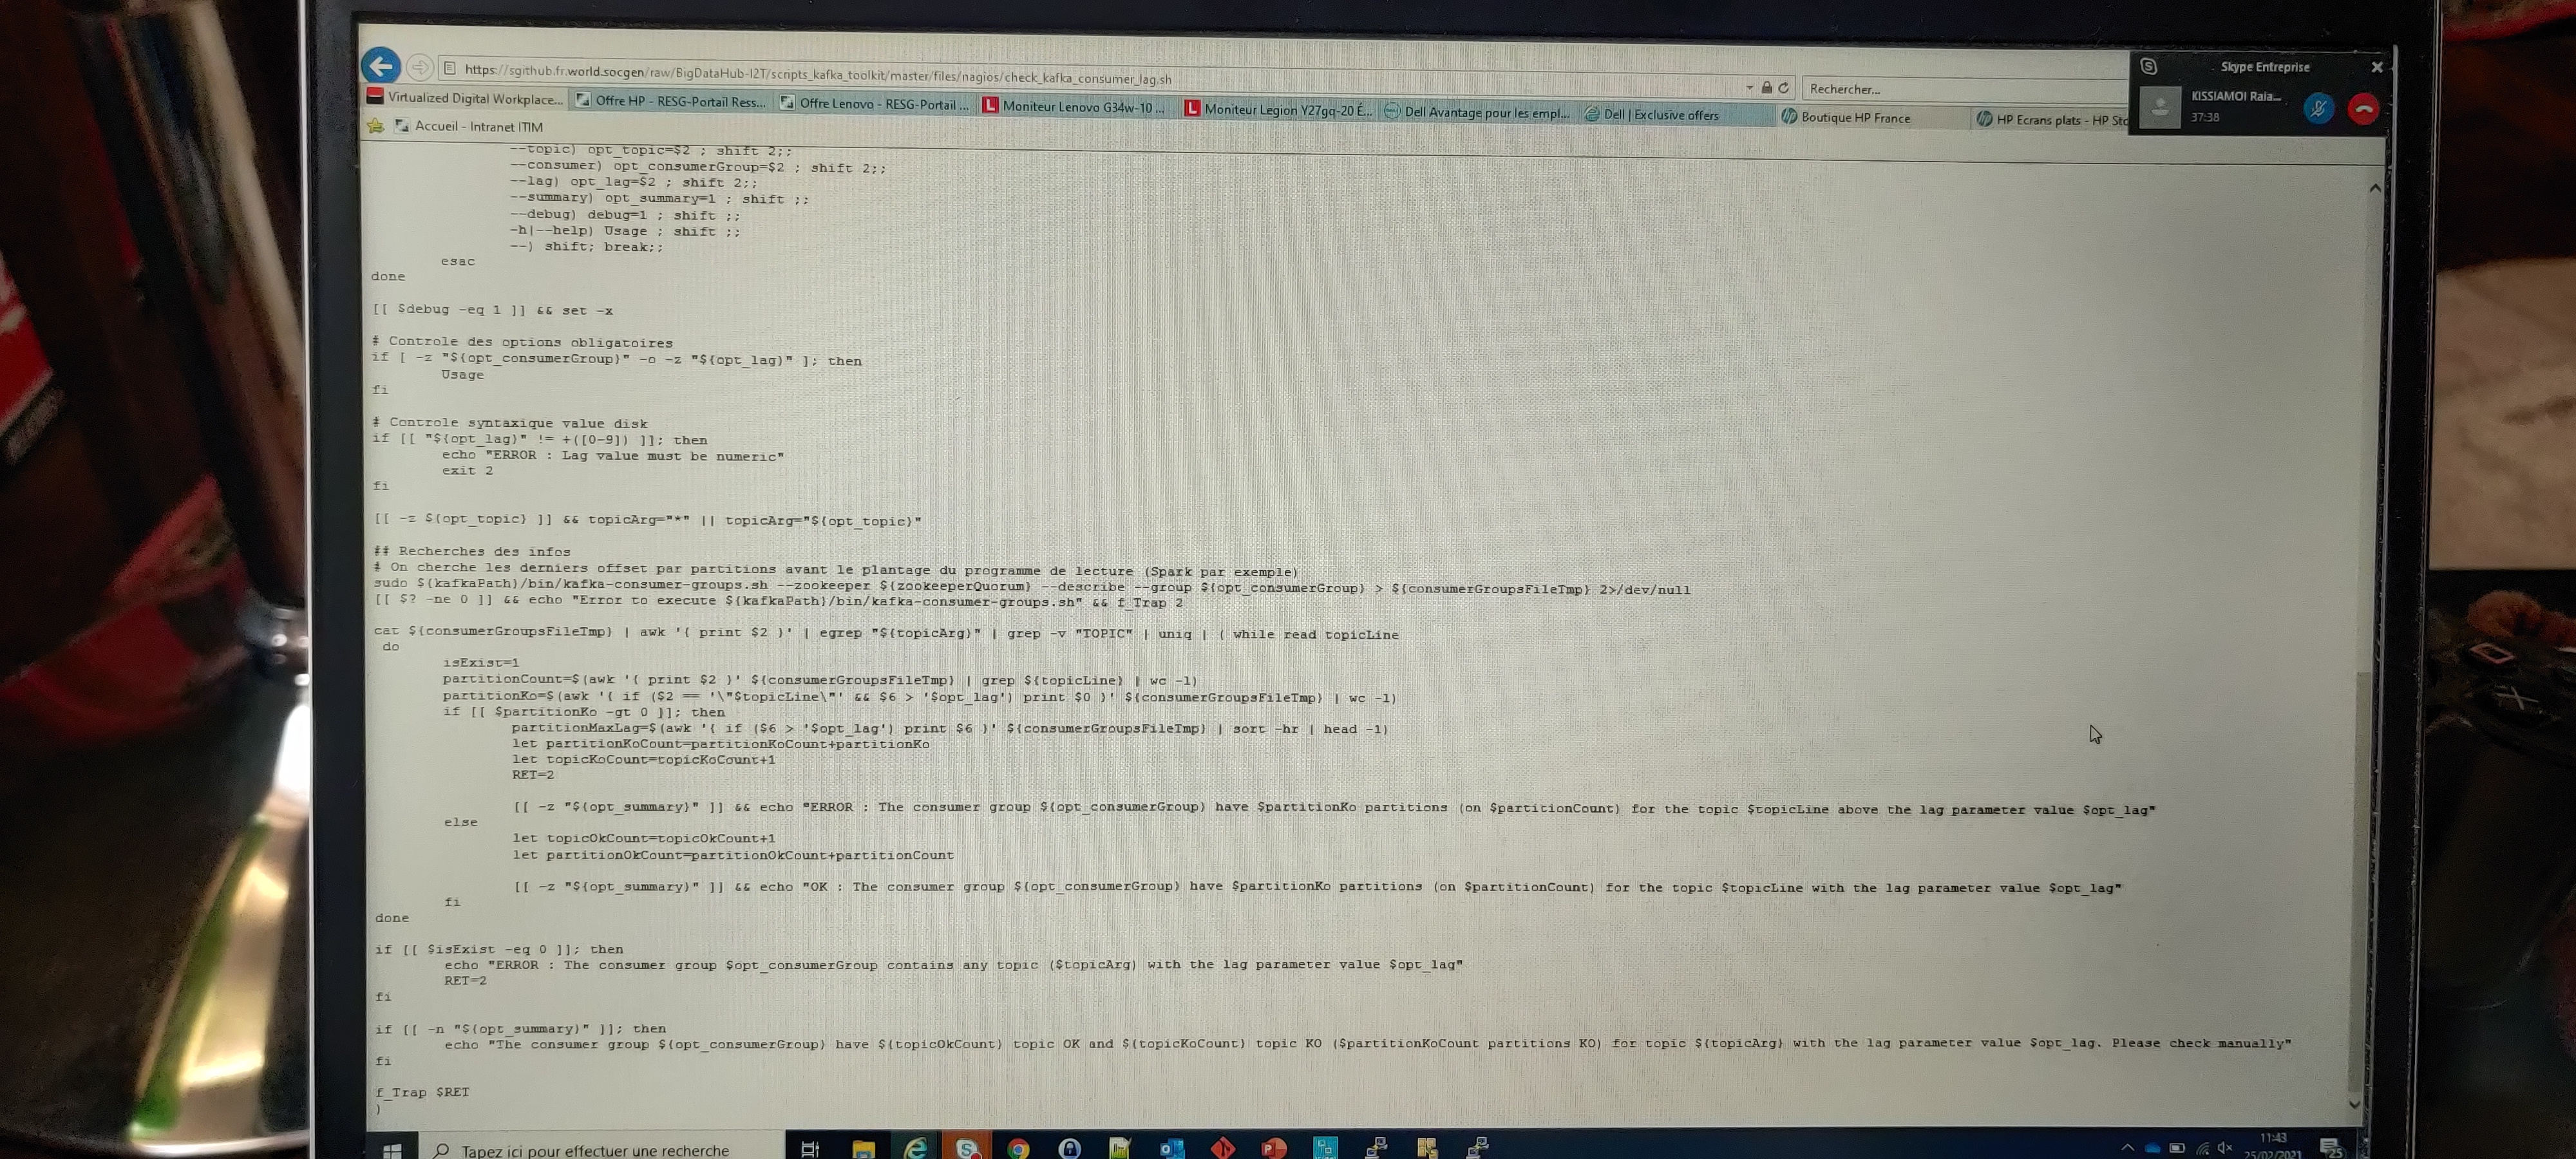 https://sgithub.fr.world.socgen/raw/BigDataHub-I2T/scripts_kafka_toolkit/master/files/nagios/check_kafka_consumer_lag.sh
Rechercher...
Skype Entreprise
KISSIAMOI Raia...
37:38
Virtualized Digital Workplace...
Offre HP - RESG-Portail Ress...
Offre Lenovo - RESG-Portail ...
Moniteur Lenovo G34w-10 ...
Moniteur Legion Y27gq-20 É...
Dell Avantage pour les empl...
Dell | Exclusive offers
Boutique HP France
HP Ecrans plats - HP Sto
Accueil - Intranet ITIM
--topic) opt_topic=$2 ; shift 2;;
--consumer) opt_consumerGroup=$2 ; shift 2;;
--lag) opt_lag=$2 ; shift 2;;
--summary) opt_summary=1 ; shift ;;
--debug) debug=1 ; shift ;;
-h|--help) Usage ; shift ;;
--) shift; break;;
esac
done
[[ $debug -eq 1 ]] && set -x
# Controle des options obligatoires
if [ -z "${opt_consumerGroup}" -o -z "${opt_lag}" ]; then
Usage
fi
# Controle syntaxique value disk
if [[ "${opt_lag}" != +([0-9]) ]]; then
echo "ERROR : Lag value must be numeric"
exit 2
fi
[[ -z ${opt_topic} ]] && topicArg="*" || topicArg="${opt_topic}"
## Recherches des infos
# On cherche les derniers offset par partitions avant le plantage du programme de lecture (Spark par exemple)
sudo ${kafkaPath}/bin/kafka-consumer-groups.sh --zookeeper ${zookeeperQuorum} --describe --group ${opt_consumerGroup} > ${consumerGroupsFileTmp} 2>/dev/null
[[ $? -ne 0 ]] && echo "Error to execute ${kafkaPath}/bin/kafka-consumer-groups.sh" && f_Trap 2
cat ${consumerGroupsFileTmp} | awk '{ print $2 }' | egrep "${topicArg}" | grep -v "TOPIC" | uniq | ( while read topicLine
do
isExist=1
partitionCount=$(awk '{ print $2 }' ${consumerGroupsFileTmp} | grep ${topicLine} | wc -l)
partitionKo=$(awk '{ if ($2 == '\"$topicLine\"' && $6 > '$opt_lag') print $0 }' ${consumerGroupsFileTmp} | wc -l)
if [[ $partitionKo -gt 0 ]]; then
partitionMaxLag=$(awk '{ if ($6 > '$opt_lag') print $6 }' ${consumerGroupsFileTmp} | sort -hr | head -1)
let partitionKoCount=partitionKoCount+partitionKo
let topicKoCount=topicKoCount+1
RET=2
[[ -z "${opt_summary}" ]] && echo "ERROR : The consumer group ${opt_consumerGroup} have $partitionKo partitions (on $partitionCount) for the topic $topicLine above the lag parameter value $opt_lag"
else
let topicOkCount=topicOkCount+1
let partitionOkCount=partitionOkCount+partitionCount
[[ -z "${opt_summary}" ]] && echo "OK : The consumer group ${opt_consumerGroup} have $partitionKo partitions (on $partitionCount) for the topic $topicLine with the lag parameter value $opt_lag"
fi
done
if [[ $isExist -eq 0 ]]; then
echo "ERROR : The consumer group $opt_consumerGroup contains any topic ($topicArg) with the lag parameter value $opt_lag"
RET=2
fi
if [[ -n "${opt_summary}" ]]; then
echo "The consumer group ${opt_consumerGroup} have ${topicOkCount} topic OK and ${topicKoCount} topic KO ($partitionKoCount partitions KO) for topic ${topicArg} with the lag parameter value $opt_lag. Please check manually"
fi
f_Trap $RET
)
Tapez ici pour effectuer une recherche
11:43
25/02/2021
25